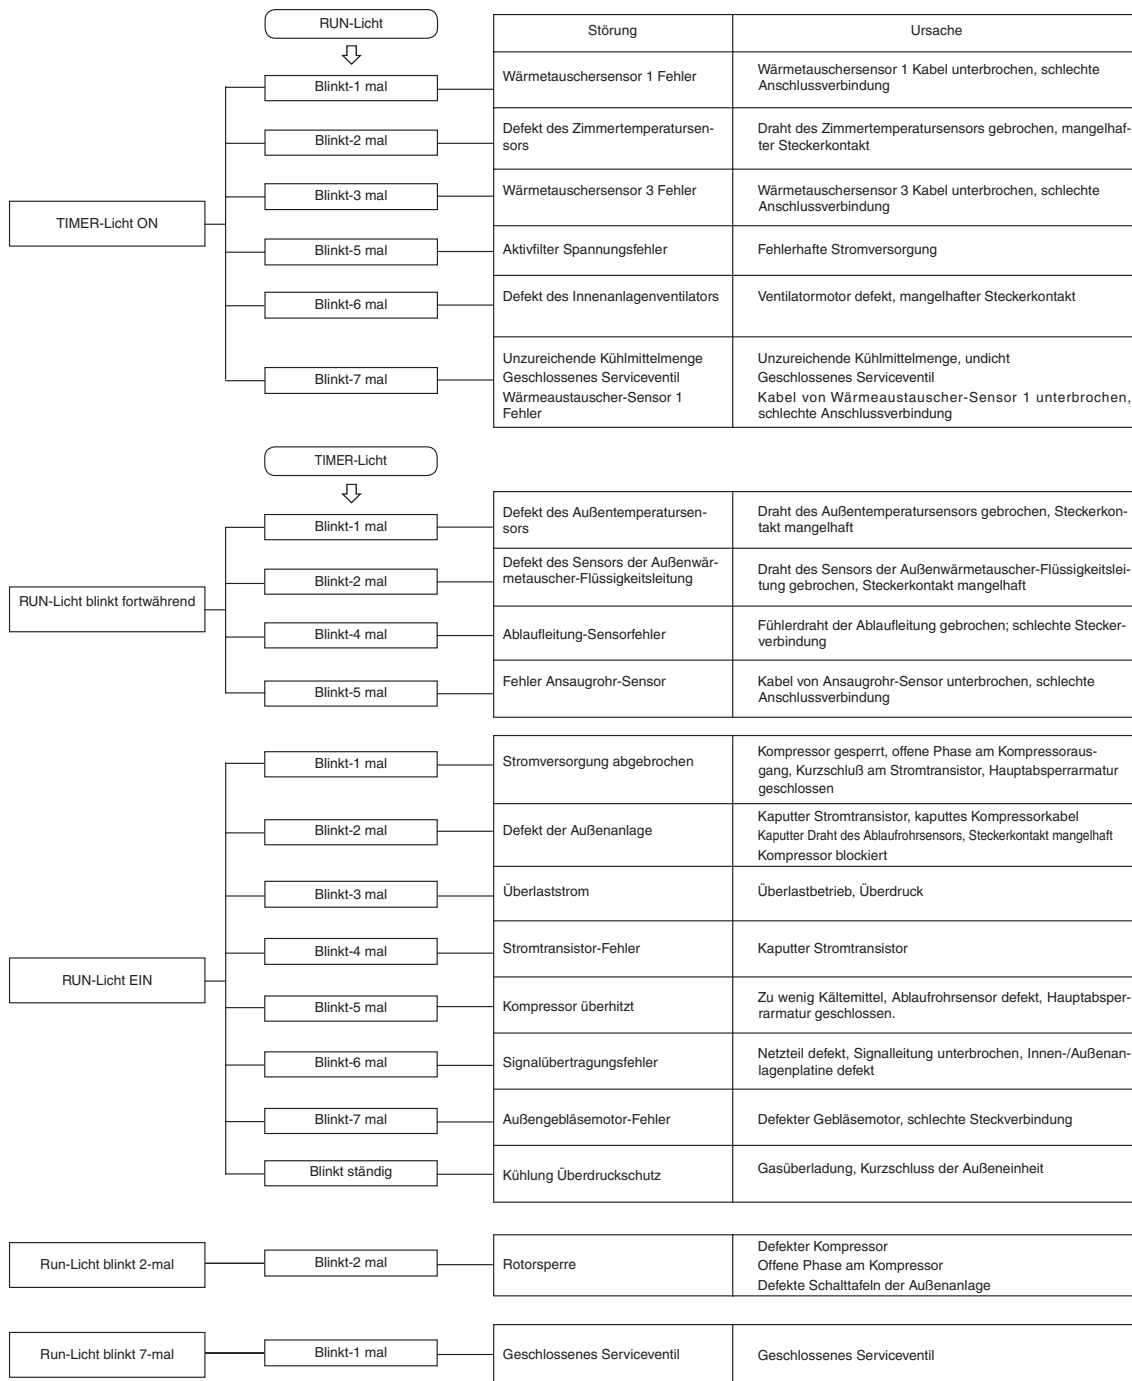 RUN-Licht
Störung
Ursache
TIMER-Licht ON
Blinkt-1 mal
Wärmetauschersensor 1 Fehler
Wärmetauschersensor 1 Kabel unterbrochen, schlechte
Anschlussverbindung
Blinkt-2 mal
Defekt des Zimmertemperatursen-
sors
Draht des Zimmertemperatursensors gebrochen, mangelhaf-
ter Steckerkontakt
Blinkt-3 mal
Wärmetauschersensor 3 Fehler
Wärmetauschersensor 3 Kabel unterbrochen, schlechte
Anschlussverbindung
Blinkt-5 mal
Aktivfilter Spannungsfehler
Fehlerhafte Stromversorgung
Blinkt-6 mal
Defekt des Innenanlagenventilators
Ventilatormotor defekt, mangelhafter Steckerkontakt
Blinkt-7 mal
Unzureichende Kühlmittelmenge
Geschlossenes Serviceventil
Wärmeaustauscher-Sensor 1
Fehler
Unzureichende Kühlmittelmenge, undicht
Geschlossenes Serviceventil
Kabel von Wärmeaustauscher-Sensor 1 unterbrochen,
schlechte Anschlussverbindung
TIMER-Licht
RUN-Licht blinkt fortwährend
Blinkt-1 mal
Defekt des Außentemperatursen-
sors
Draht des Außentemperatursensors gebrochen, Steckerkon-
takt mangelhaft
Blinkt-2 mal
Defekt des Sensors der Außenwär-
metauscher-Flüssigkeitsleitung
Draht des Sensors der Außenwärmetauscher-Flüssigkeitslei-
tung gebrochen, Steckerkontakt mangelhaft
Blinkt-4 mal
Ablaufleitung-Sensorfehler
Fühlerdraht der Ablaufleitung gebrochen; schlechte Stecker-
verbindung
Blinkt-5 mal
Fehler Ansaugrohr-Sensor
Kabel von Ansaugrohr-Sensor unterbrochen, schlechte
Anschlussverbindung
RUN-Licht EIN
Blinkt-1 mal
Stromversorgung abgebrochen
Kompressor gesperrt, offene Phase am Kompressoraus-
gang, Kurzschluß am Stromtransistor, Hauptabsperrarmatur
geschlossen
Blinkt-2 mal
Defekt der Außenanlage
Kaputter Stromtransistor, kaputtes Kompressorkabel
Kaputter Draht des Ablaufrohrsensors, Steckerkontakt mangelhaft
Kompressor blockiert
Blinkt-3 mal
Überlaststrom
Überlastbetrieb, Überdruck
Blinkt-4 mal
Stromtransistor-Fehler
Kaputter Stromtransistor
Blinkt-5 mal
Kompressor überhitzt
Zu wenig Kältemittel, Ablaufrohrsensor defekt, Hauptabsper-
rarmatur geschlossen.
Blinkt-6 mal
Signalübertragungsfehler
Netzteil defekt, Signalleitung unterbrochen, Innen-/Außenan-
lagenplatine defekt
Blinkt-7 mal
Außengebläsemotor-Fehler
Defekter Gebläsemotor, schlechte Steckverbindung
Blinkt ständig
Kühlung Überdruckschutz
Gasüberladung, Kurzschluss der Außeneinheit
Run-Licht blinkt 2-mal
Blinkt-2 mal
Rotorsperre
Defekter Kompressor
Offene Phase am Kompressor
Defekte Schalttafeln der Außenanlage
Run-Licht blinkt 7-mal
Blinkt-1 mal
Geschlossenes Serviceventil
Geschlossenes Serviceventil